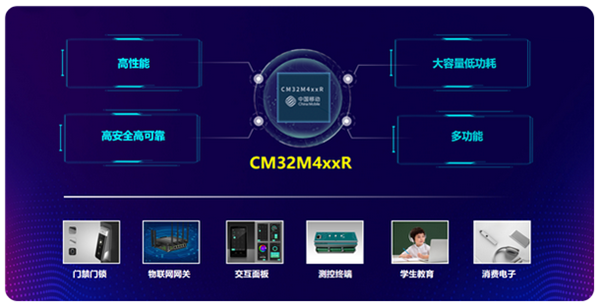 高性能
大容量低功耗
CM32M4xxR
中国移动
China Mobile
高安全高可靠
多功能
CM32M4xxR
门禁门锁
物联网网关
交互面板
测控终端
学生教育
消费电子